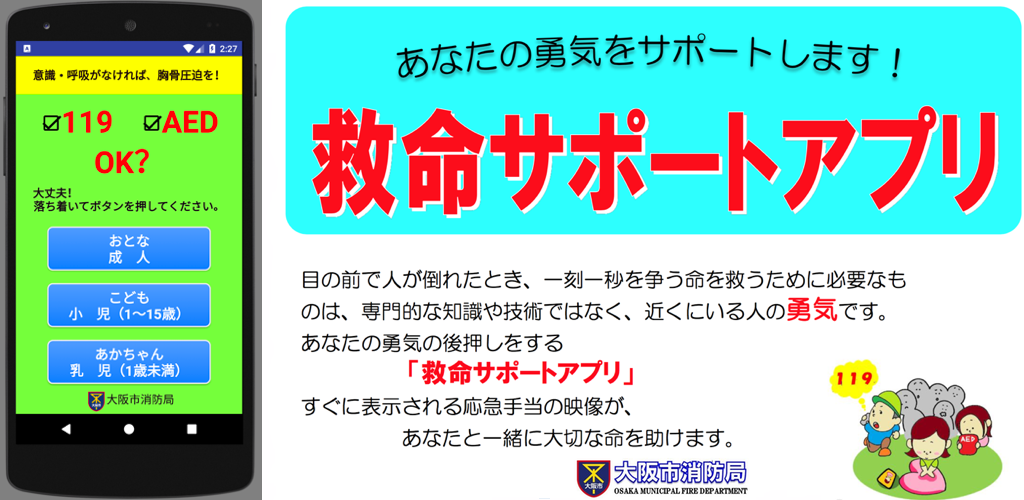 2:27
意識・呼吸がなければ、胸骨圧迫を！
119 AED
OK?
大丈夫！
落ち着いてボタンを押してください。
おとな
成　人
こども
小　児（1～15歳）
あかちゃん
乳　児（1歳未満）
大阪市消防局
あなたの勇気をサポートします！
救命サポートアプリ
目の前で人が倒れたとき、一刻一秒を争う命を救うために必要なも
のは、専門的な知識や技術ではなく、近くにいる人の勇気です。
あなたの勇気の後押しをする
「救命サポートアプリ」
すぐに表示される応急手当の映像が、
あなたと一緒に大切な命を助けます。
119
AED
大阪市
大阪市消防局
OSAKA MUNICIPAL FIRE DEPARTMENT